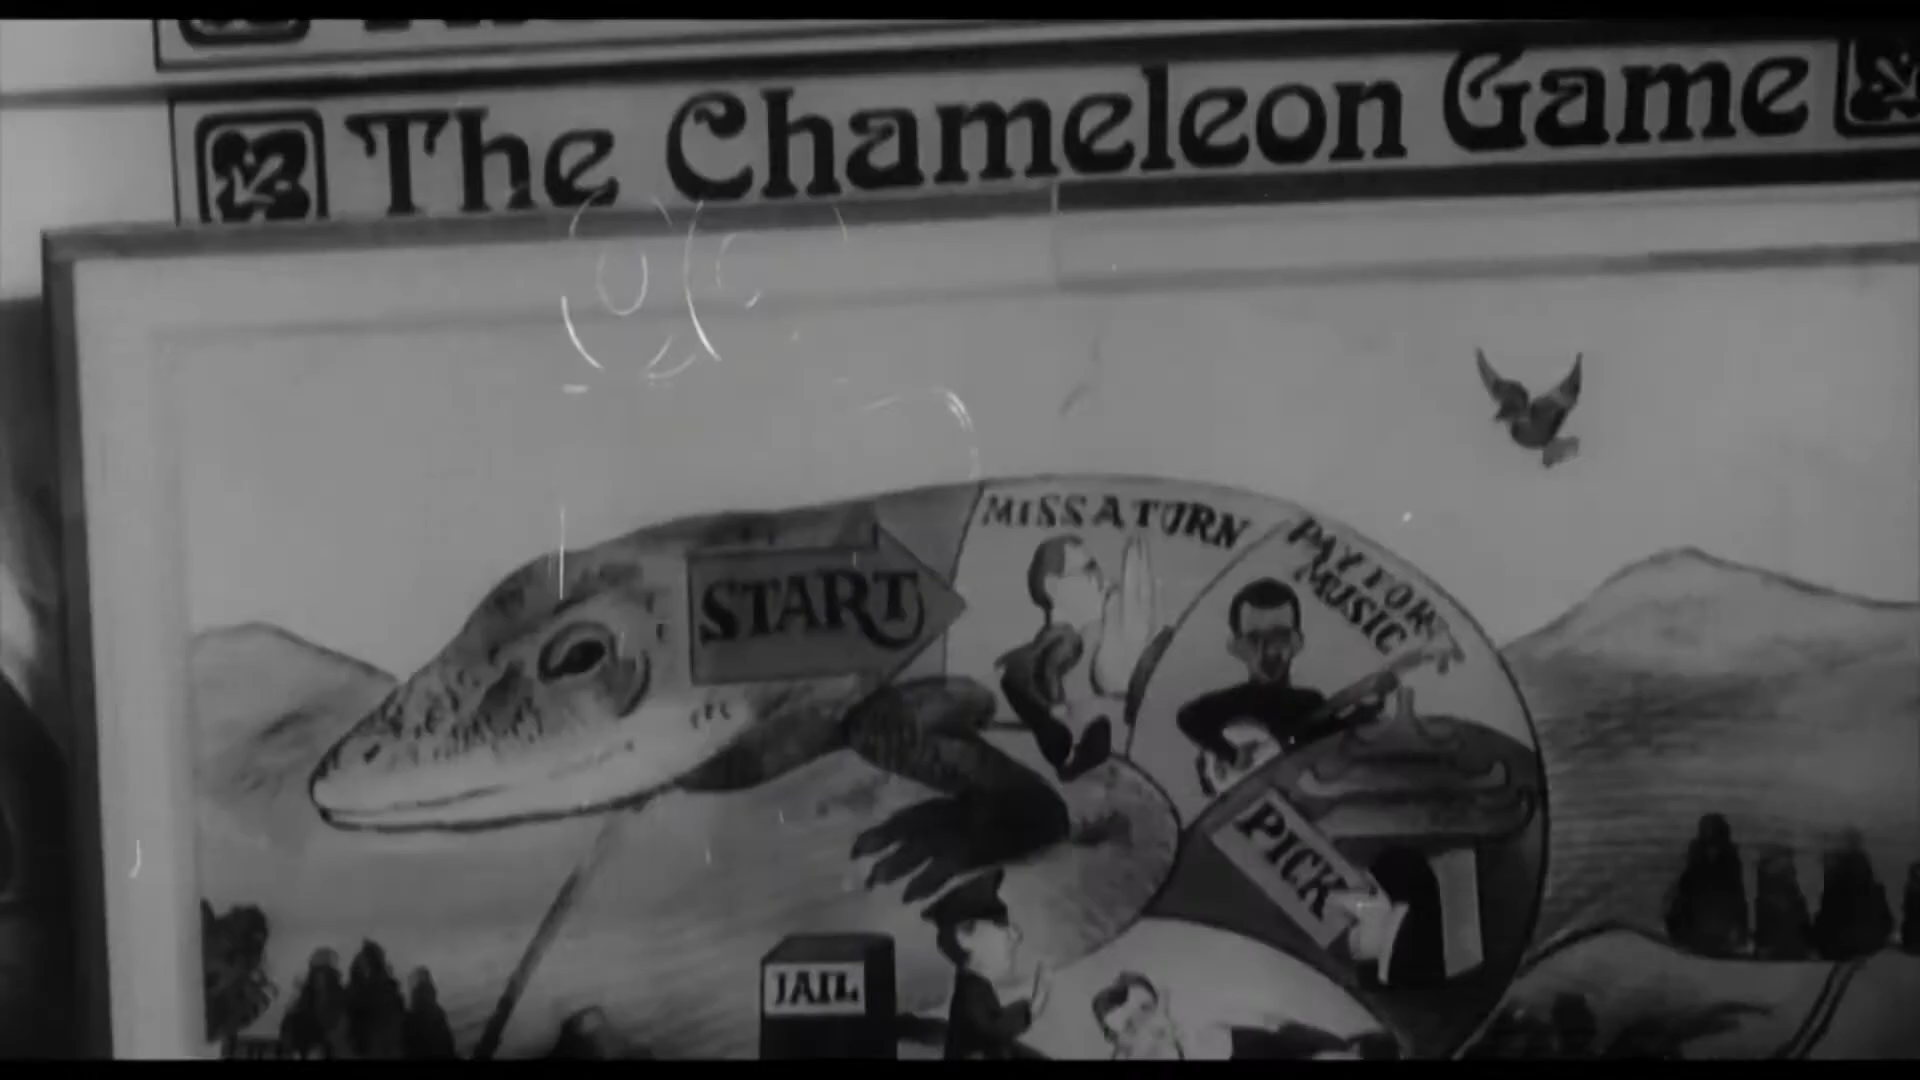 The Chameleon Game
MISS A TURN
PAY FOR
MUSIC
START
PICK
JAIL